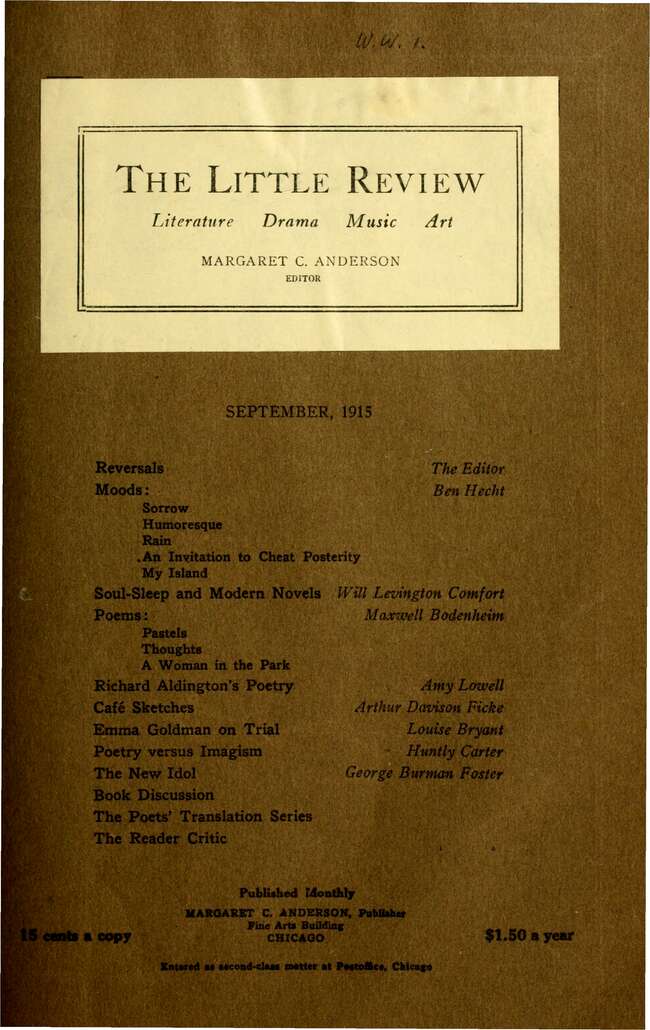 W.W. 1.
THE LITTLE REVIEW
Literature Drama Music Art
MARGARET C. ANDERSON
EDITOR
SEPTEMBER, 1915
Reversals The Editor
Moods: Ben Hecht
Sorrow
Humoresque
Rain
An Invitation to Cheat Posterity
My Island
Soul-Sleep and Modern Novels Will Levington Comfort
Poems: Maxwell Bodenheim
Pastels
Thoughts
A Woman in the Park
Richard Aldington's Poetry Amy Lowell
Café Sketches Arthur Davison Ficke
Emma Goldman on Trial Louise Bryant
Poetry versus Imagism Huntly Carter
The New Idol George Burman Foster
Book Discussion
The Poets' Translation Series
The Reader Critic
Published Monthly
MARGARET C. ANDERSON, Publisher
Fine Arts Building
CHICAGO
15 cents a copy $1.50 a year
Entered as second-class matter at Postoffice, Chicago